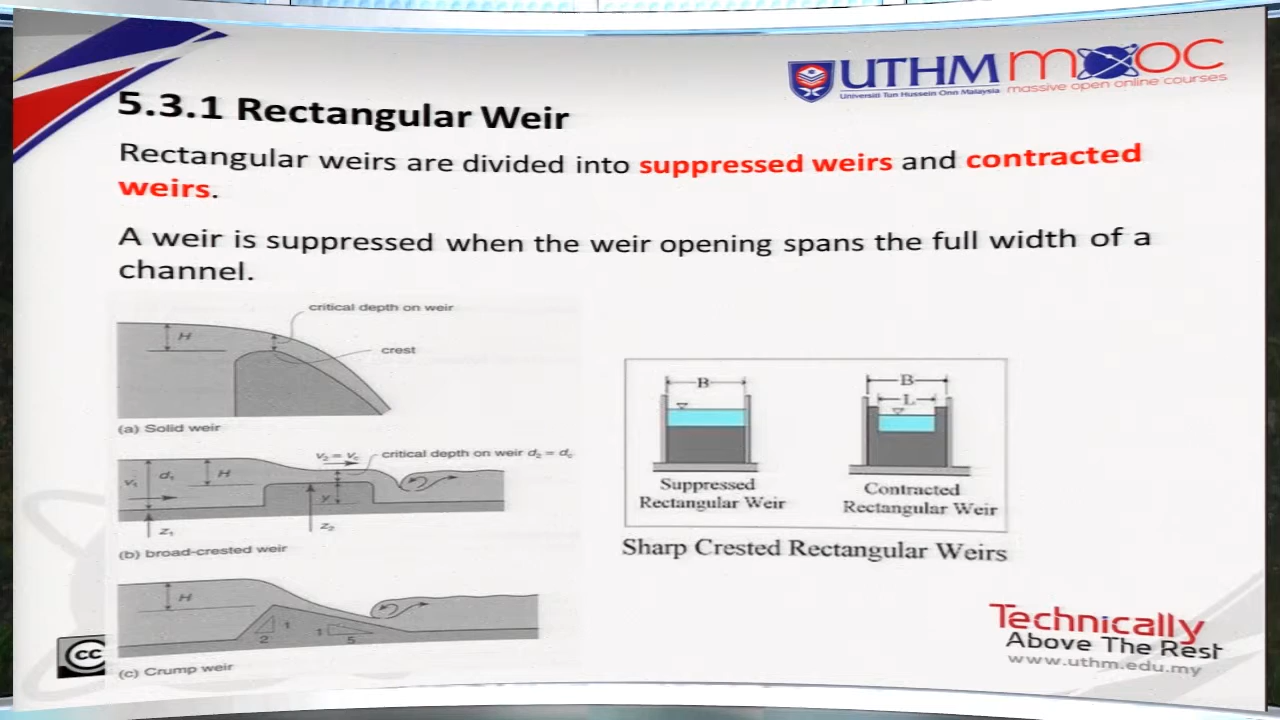 UTHM mooc
Universiti Tun Hussein Onn Malaysia massive open online courses
5.3.1 Rectangular Weir
Rectangular weirs are divided into suppressed weirs and contracted
weirs.
A weir is suppressed when the weir opening spans the full width of a
channel.
critical depth on weir
H
crest
(a) Solid weir
v₂ = v꜀ critical depth on weir d₂ = d꜀
v₁ d₁ H
y
z₁ z₂
(b) broad-crested weir
H
1 1
2 5
(c) Crump weir
B B
L
Suppressed
Rectangular Weir
Contracted
Rectangular Weir
Sharp Crested Rectangular Weirs
cc
Technically
Above The Rest
www.uthm.edu.my